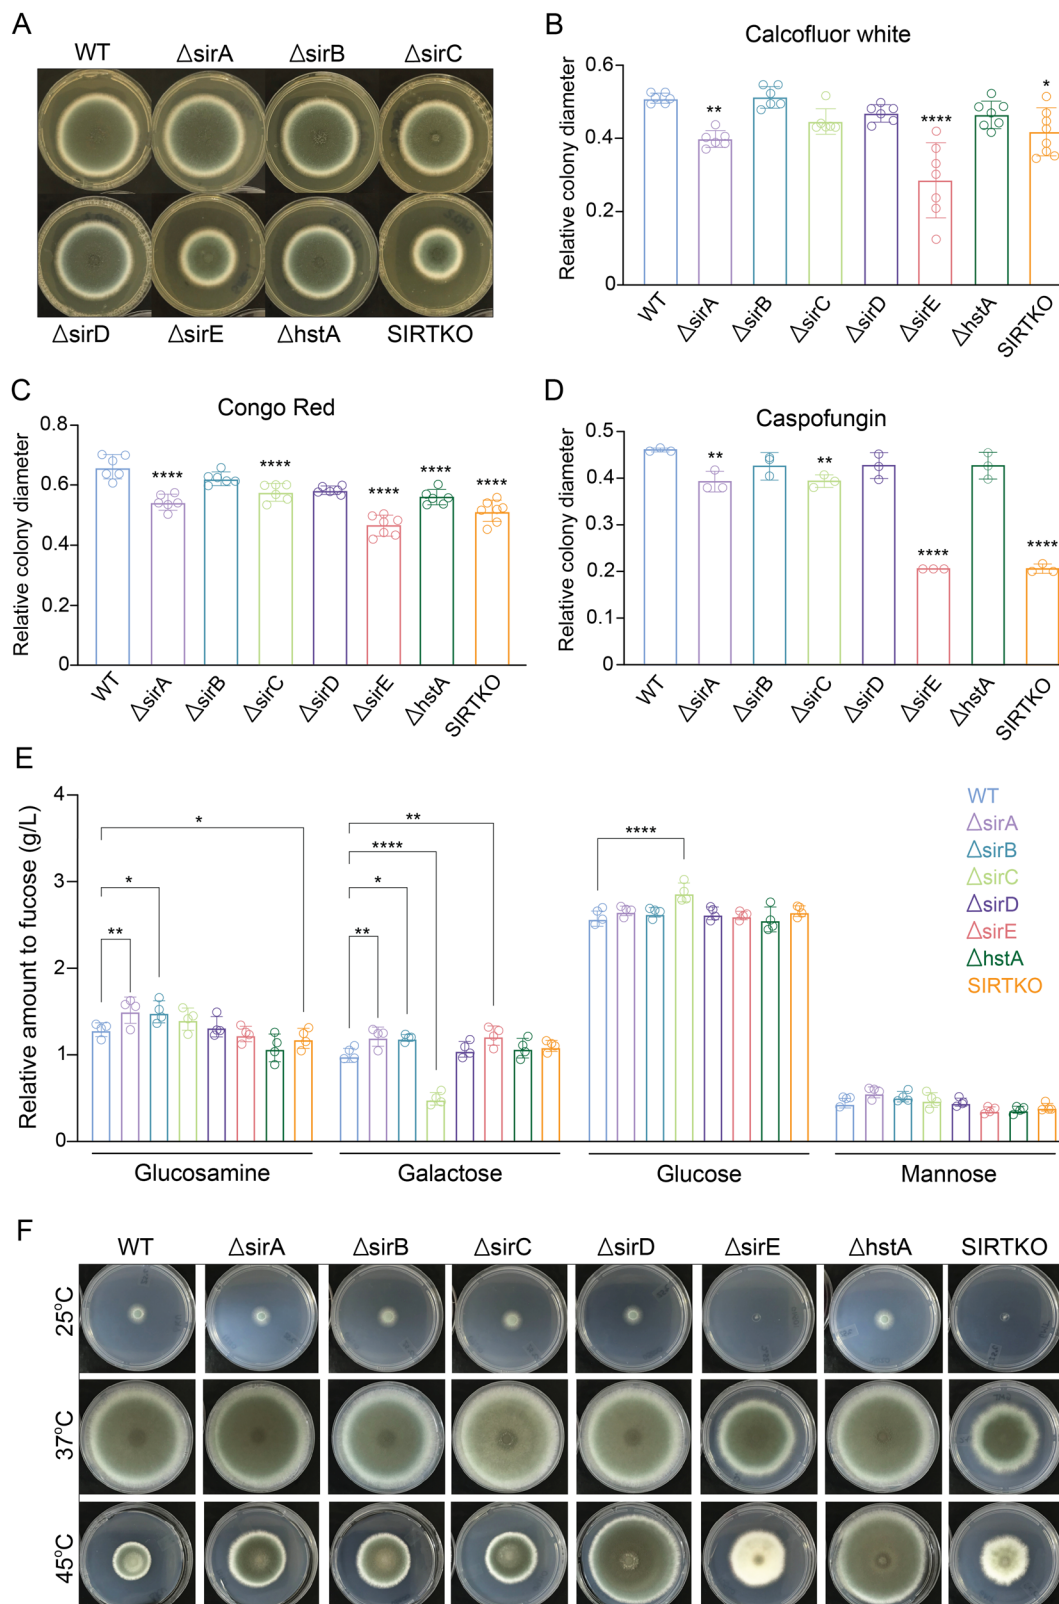 A
WT ΔsirA ΔsirB ΔsirC
ΔsirD ΔsirE ΔhstA SIRTKO
B
Calcofluor white
Relative colony diameter
0.6
0.4
0.2
0
** **** *
WT ΔsirA ΔsirB ΔsirC ΔsirD ΔsirE ΔhstA SIRTKO
C
Congo Red
Relative colony diameter
0.8
0.6
0.4
0.2
0
**** **** **** **** ****
WT ΔsirA ΔsirB ΔsirC ΔsirD ΔsirE ΔhstA SIRTKO
D
Caspofungin
Relative colony diameter
0.5
0.4
0.2
0.1
0
** ** **** ****
WT ΔsirA ΔsirB ΔsirC ΔsirD ΔsirE ΔhstA SIRTKO
E
Relative amount to fucose (g/L)
4
3
2
1
0
*
*
**
**
****
*
**
****
WT
ΔsirA
ΔsirB
ΔsirC
ΔsirD
ΔsirE
ΔhstA
SIRTKO
Glucosamine Galactose Glucose Mannose
F
WT ΔsirA ΔsirB ΔsirC ΔsirD ΔsirE ΔhstA SIRTKO
25°C
37°C
45°C